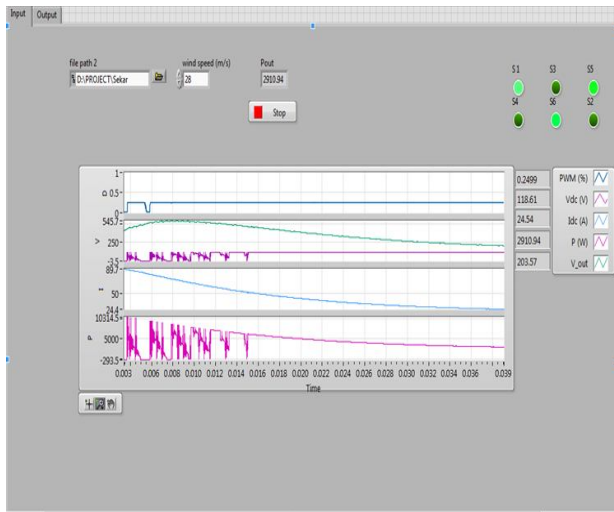 Input Output
file path 2 wind speed (m/s) Pout
D:\PROJECT\Sekar 28 2910.94
Stop
S1 S3 S5
S4 S6 S2
1-
D 0.5-
0-
545.7-
V 250-
-3.5-
89.7-
I 50-
24.4-
10314.5-
P 5000-
-293.5-
0.003 0.006 0.008 0.010 0.012 0.014 0.016 0.018 0.020 0.022 0.024 0.026 0.028 0.030 0.032 0.034 0.036 0.039
Time
0.2499 PWM (%)
118.61 Vdc (V)
24.54 Idc (A)
2910.94 P (W)
203.57 V_out